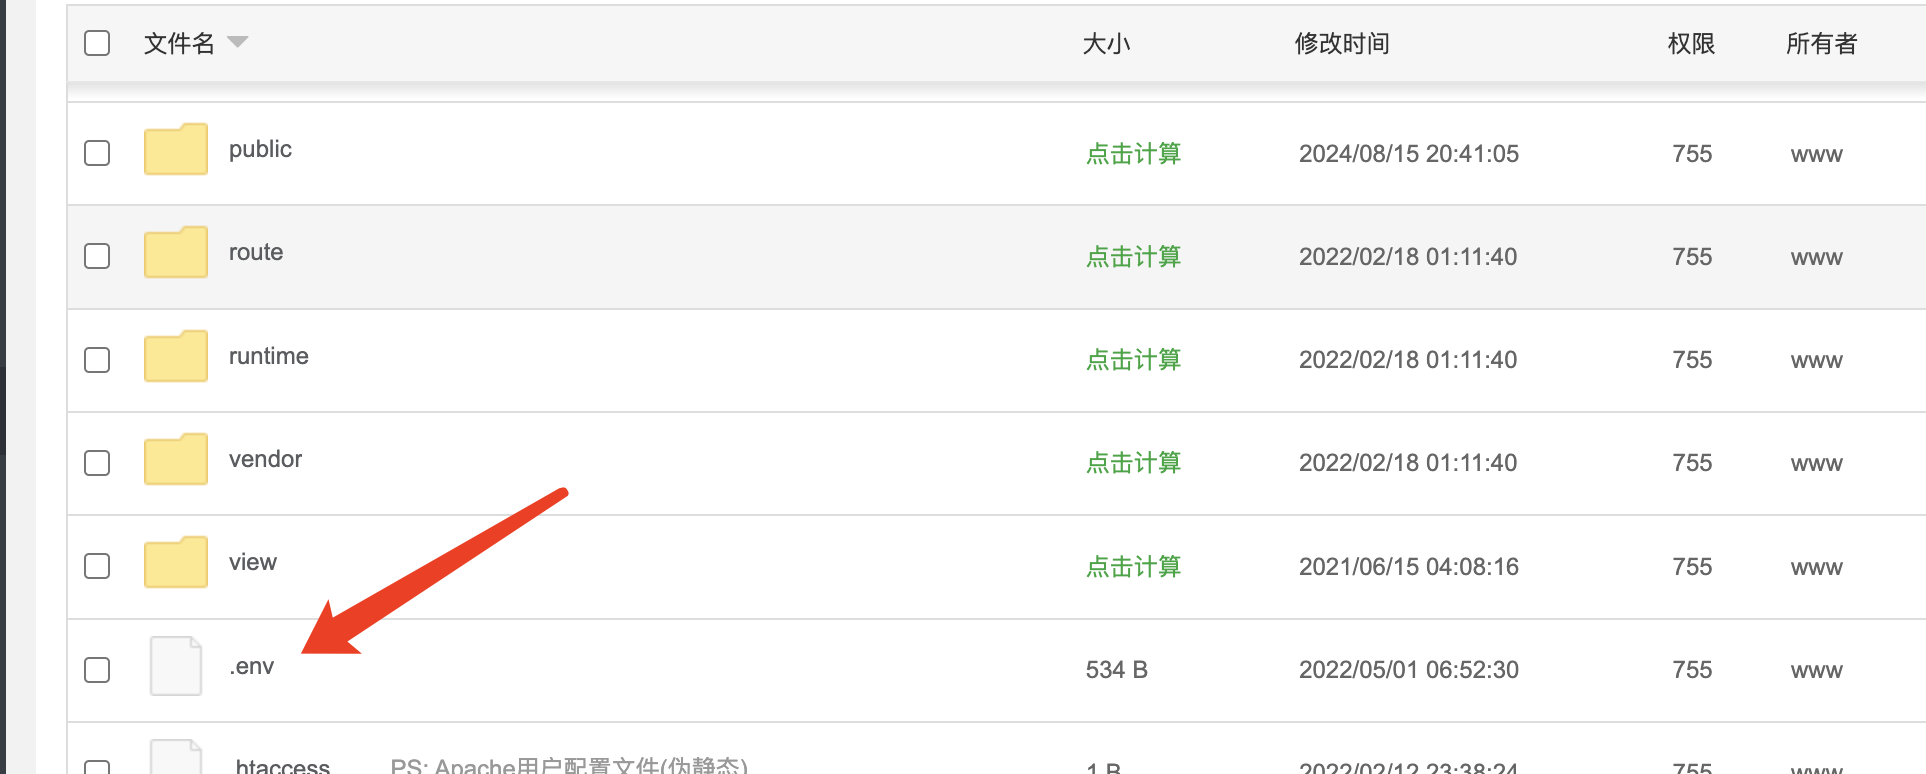 文件名 大小 修改时间 权限 所有者
public 点击计算 2024/08/15 20:41:05 755 www
route 点击计算 2022/02/18 01:11:40 755 www
runtime 点击计算 2022/02/18 01:11:40 755 www
vendor 点击计算 2022/02/18 01:11:40 755 www
view 点击计算 2021/06/15 04:08:16 755 www
.env 534 B 2022/05/01 06:52:30 755 www
.htaccess PS: Apache用户配置文件(伪静态) 1 B 2022/02/12 23:38:24 755 www